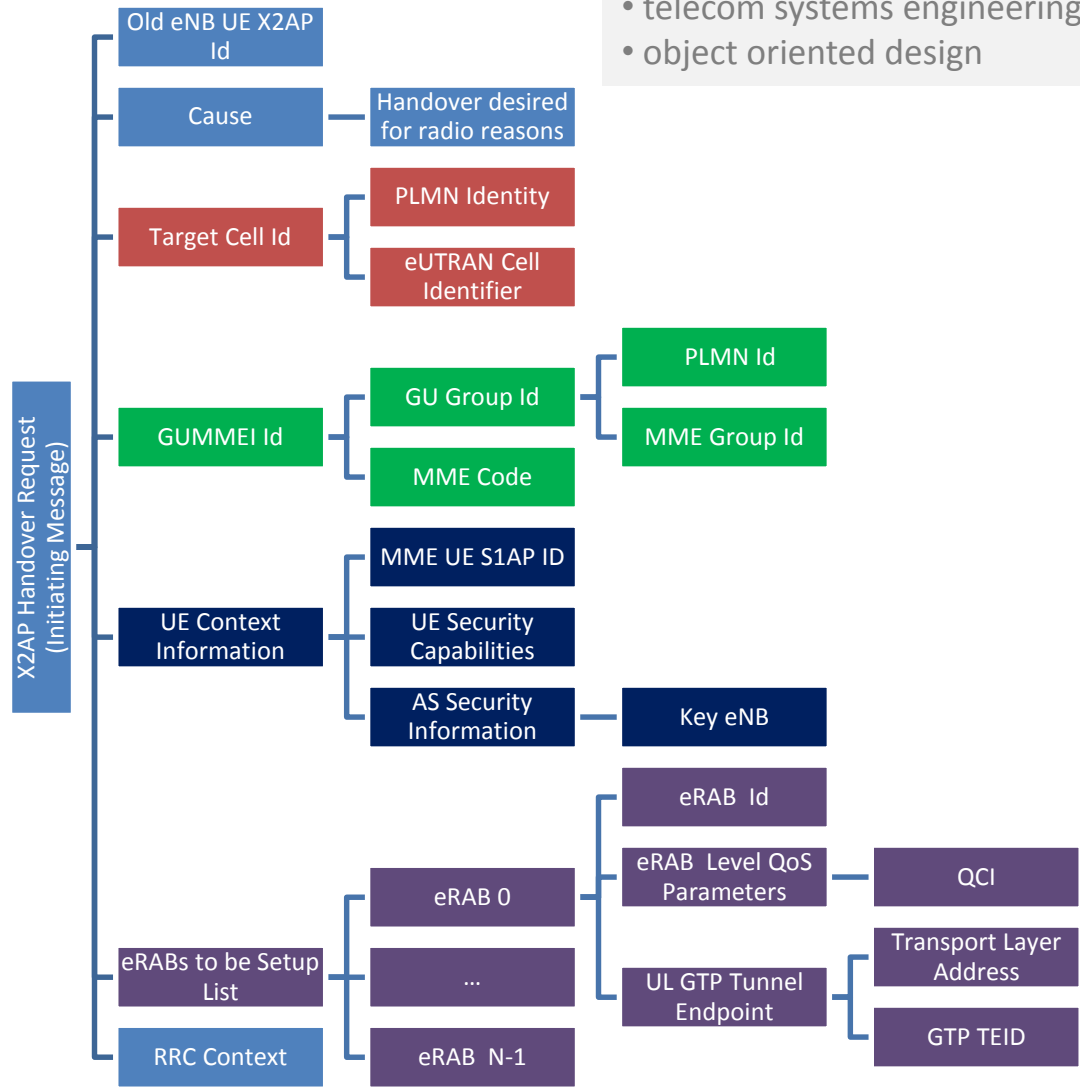 • telecom systems engineering
• object oriented design
X2AP Handover Request
(Initiating Message)
Old eNB UE X2AP
Id
Cause
Handover desired
for radio reasons
Target Cell Id
PLMN Identity
eUTRAN Cell
Identifier
GUMMEI Id
GU Group Id
PLMN Id
MME Group Id
MME Code
UE Context
Information
MME UE S1AP ID
UE Security
Capabilities
AS Security
Information
Key eNB
eRABs to be Setup
List
eRAB 0
eRAB Id
eRAB Level QoS
Parameters
QCI
UL GTP Tunnel
Endpoint
Transport Layer
Address
GTP TEID
...
eRAB N-1
RRC Context